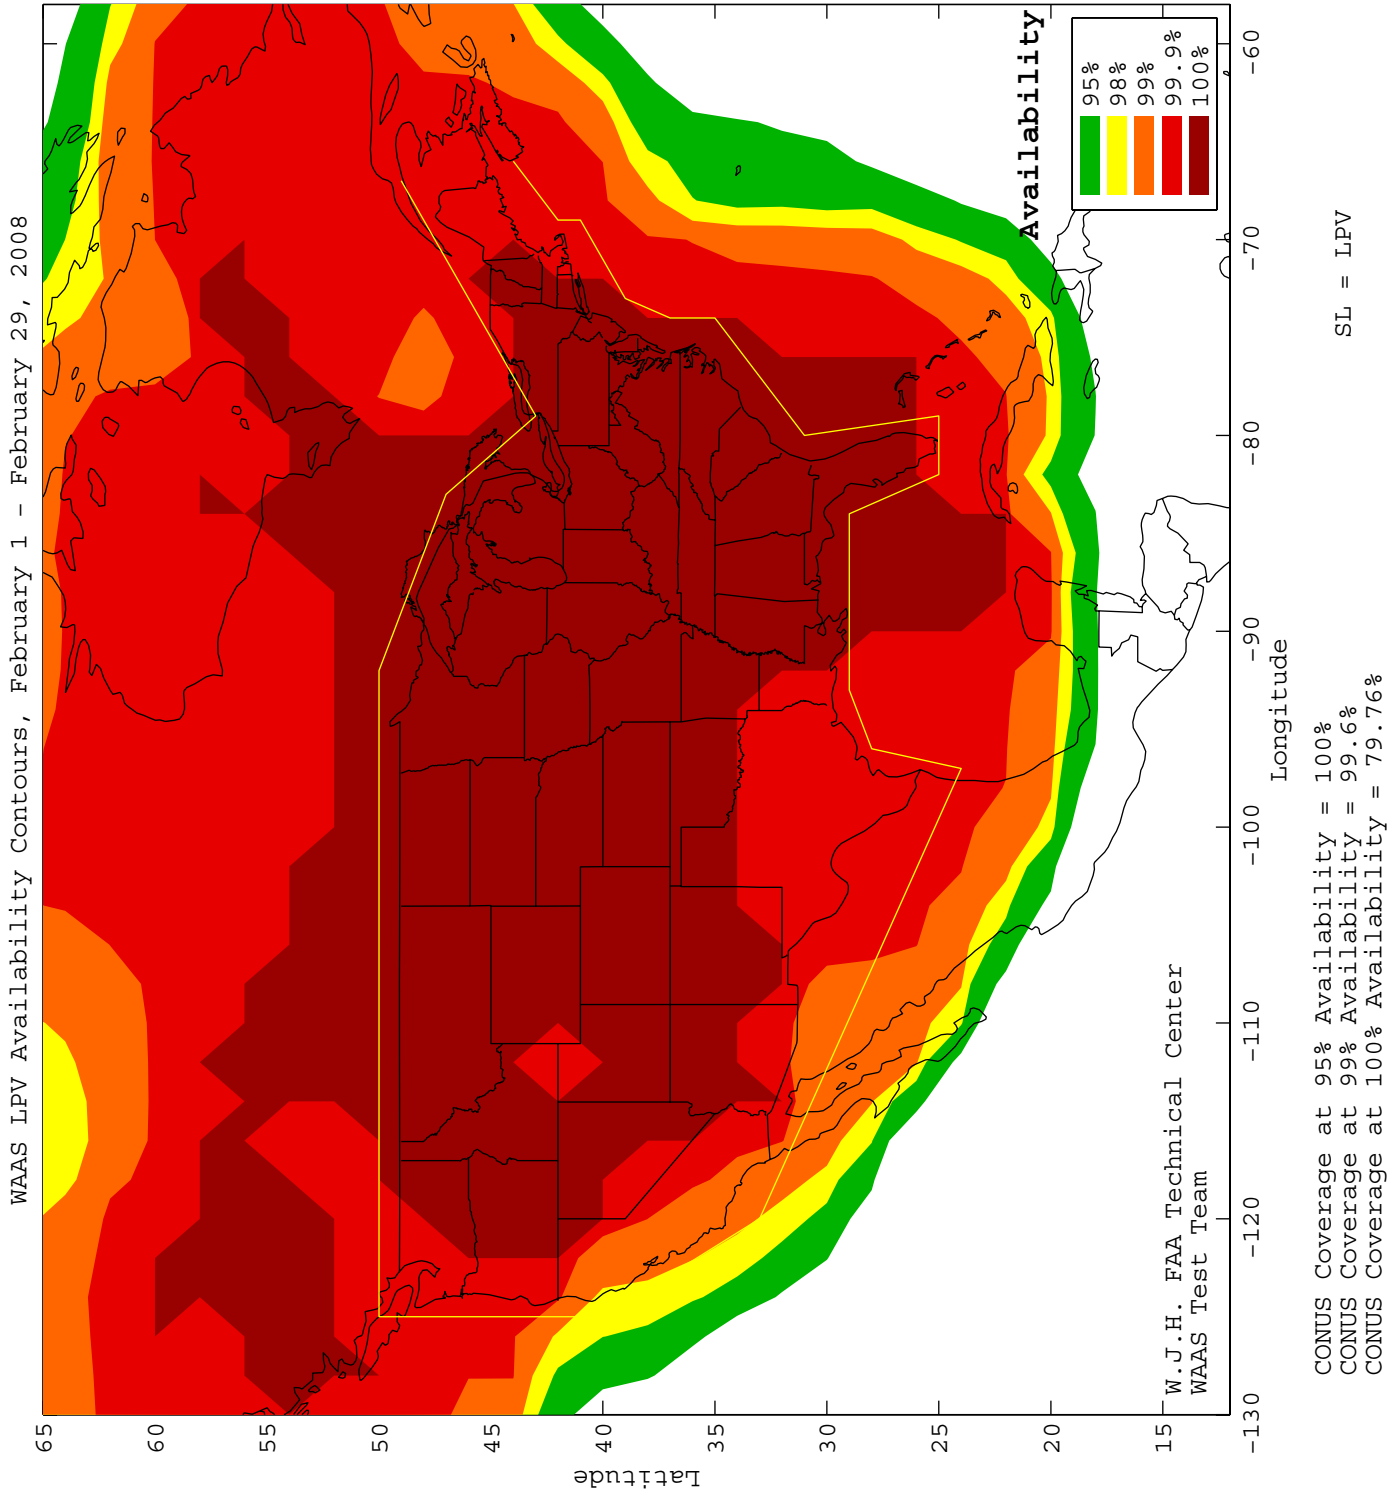 WAAS LPV Availability Contours, February 1 - February 29, 2008
65
60
55
50
45
40
35
30
25
20
15
Latitude
-130
-120
-110
-100
-90
-80
-70
-60
Longitude
W.J.H. FAA Technical Center
WAAS Test Team
Availability
95%
98%
99%
99.9%
100%
CONUS Coverage at 95% Availability = 100%
CONUS Coverage at 99% Availability = 99.6%
CONUS Coverage at 100% Availability = 79.76%
SL = LPV